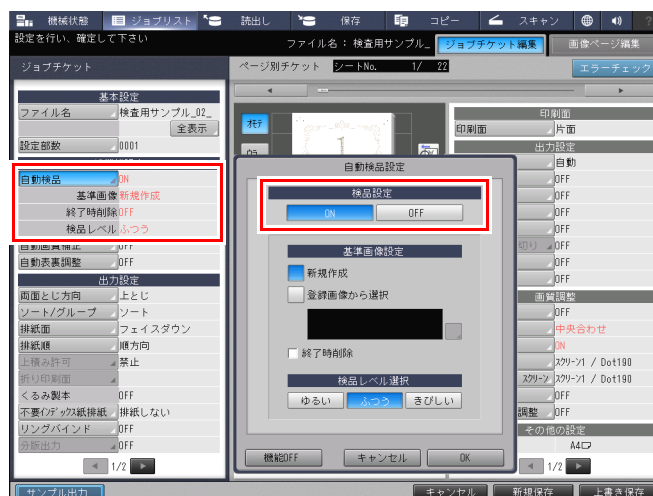 機械状態 ジョブリスト 読出し 保存 コピー スキャン ?
設定を行い、確定して下さい
ファイル名 : 検査用サンプル_ ジョブチケット編集 画像ページ編集
ジョブチケット
ページ別チケット シートNo. 1/ 22 エラーチェック
基本設定
ファイル名 検査用サンプル_02_
全表示
設定部数 0001
自動検品 ON
基準画像 新規作成
終了時削除 OFF
検品レベル ふつう
自動画質補正 OFF
自動表裏調整 OFF
出力設定
両面とじ方向 上とじ
ソート/グループ ソート
排紙面 フェイスダウン
排紙順 順方向
上積み許可 禁止
折り印刷面
くるみ製本 OFF
不要インデックス紙排紙 排紙しない
リングバインド OFF
分版出力 OFF
1/2
サンプル出力
オモテ
ウラ
1
自動検品設定
検品設定
ON OFF
基準画像設定
新規作成
登録画像から選択
終了時削除
検品レベル選択
ゆるい ふつう きびしい
機能OFF キャンセル OK
印刷面
印刷面 片面
出力設定
自動
OFF
OFF
OFF
切り OFF
OFF
OFF
画質調整
OFF
中央合わせ
ON
スクリーン1 / Dot190
スクリーン スクリーン1 / Dot190
調整 OFF
その他の設定
A4
1/2
キャンセル 新規保存 上書き保存